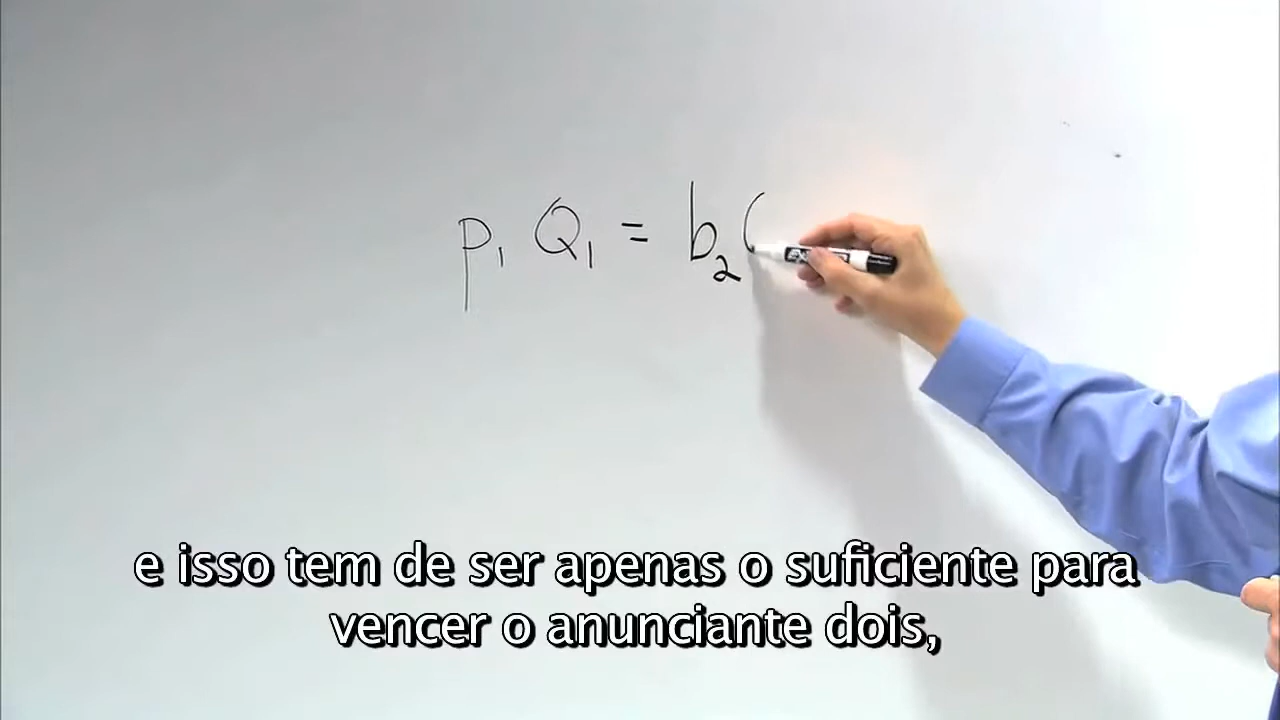 p₁ Q₁ = b₂ (
e isso tem de ser apenas o suficiente para
vencer o anunciante dois,